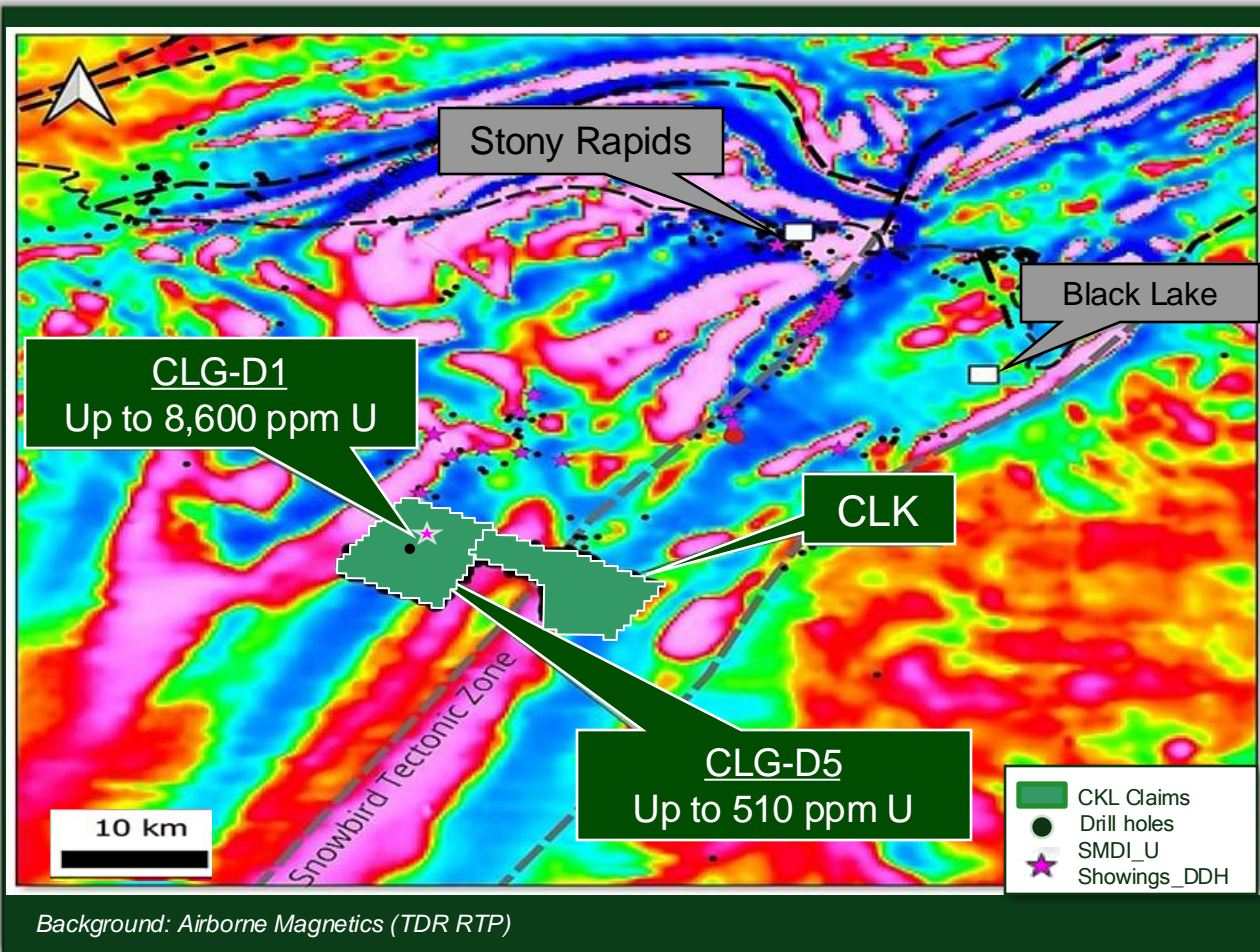 Stony Rapids
Black Lake
CLG-D1
Up to 8,600 ppm U
CLK
Snowbird Tectonic Zone
CLG-D5
Up to 510 ppm U
10 km
CKL Claims
Drill holes
SMDI_U
Showings_DDH
Background: Airborne Magnetics (TDR RTP)